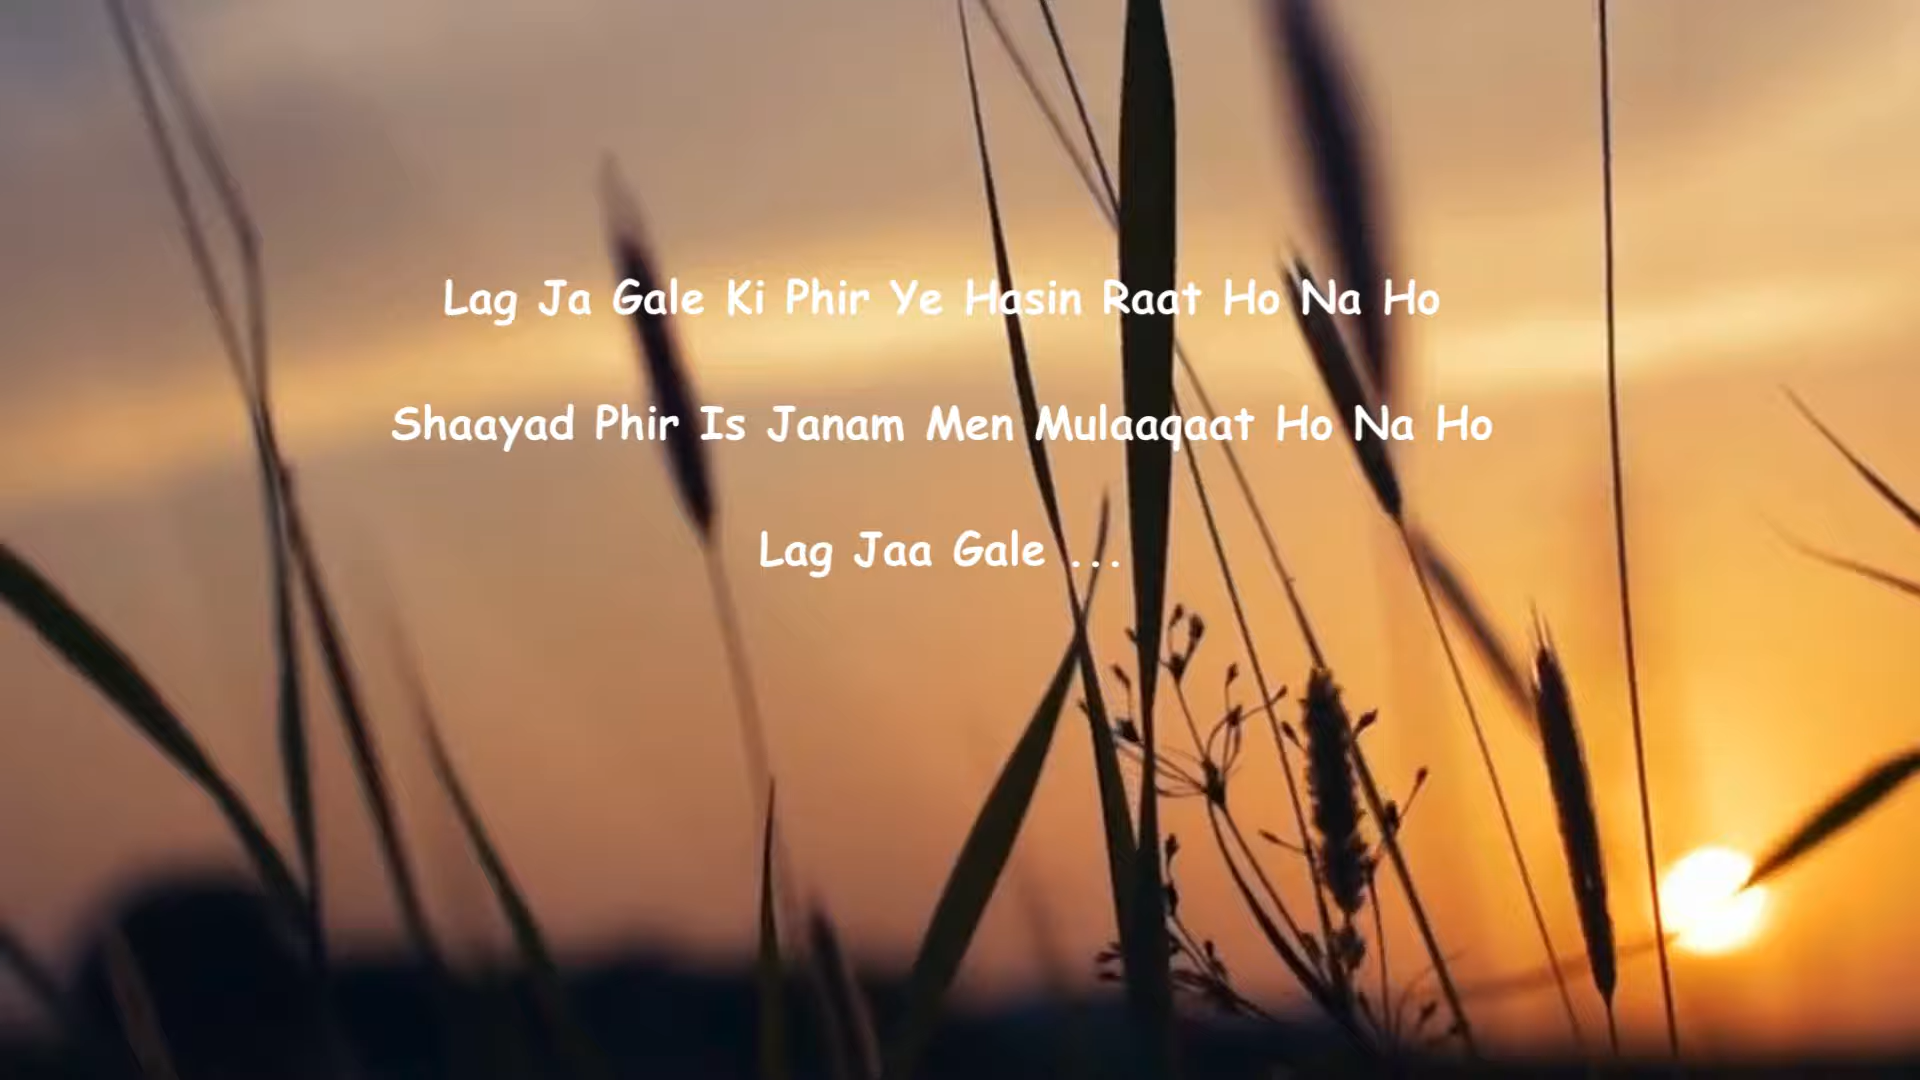 Lag Ja Gale Ki Phir Ye Hasin Raat Ho Na Ho
Shaayad Phir Is Janam Men Mulaaqaat Ho Na Ho
Lag Jaa Gale ...